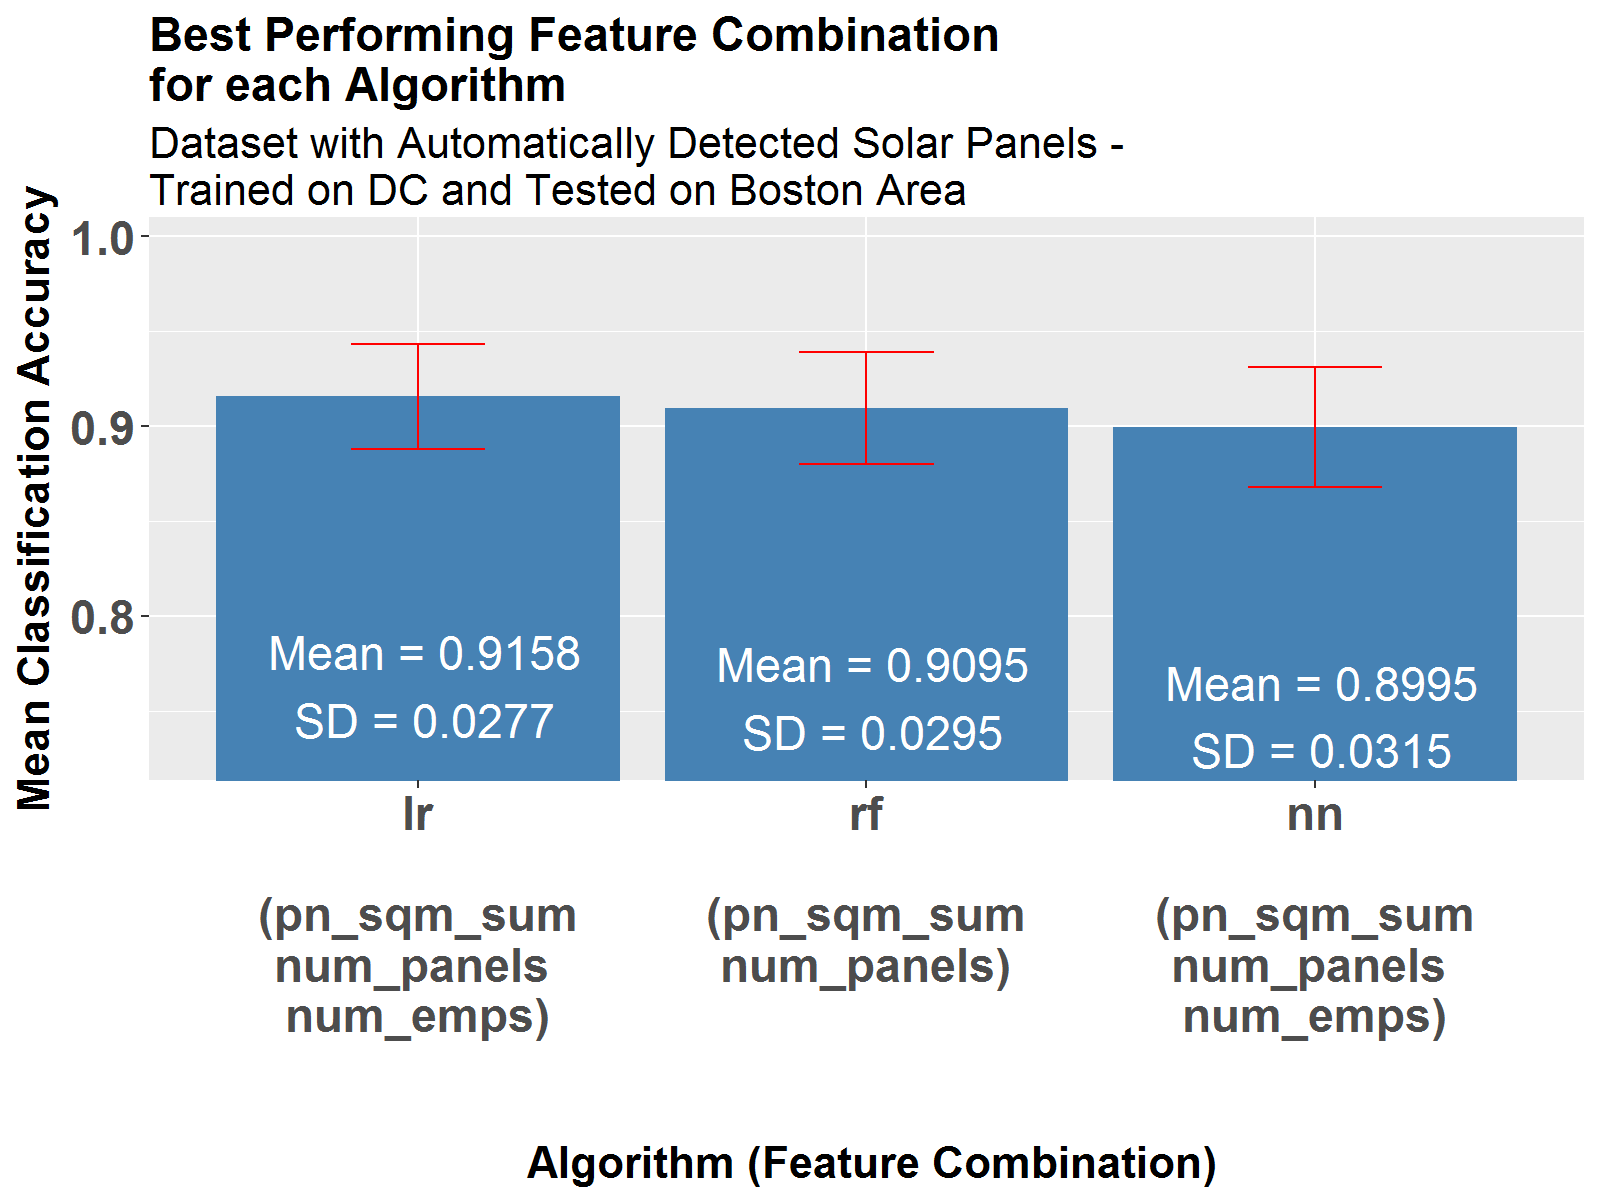 Best Performing Feature Combination
for each Algorithm
Dataset with Automatically Detected Solar Panels -
Trained on DC and Tested on Boston Area
Mean Classification Accuracy
1.0
0.9
0.8
Mean = 0.9158
SD = 0.0277
Mean = 0.9095
SD = 0.0295
Mean = 0.8995
SD = 0.0315
lr
(pn_sqm_sum
num_panels
num_emps)
rf
(pn_sqm_sum
num_panels)
nn
(pn_sqm_sum
num_panels
num_emps)
Algorithm (Feature Combination)